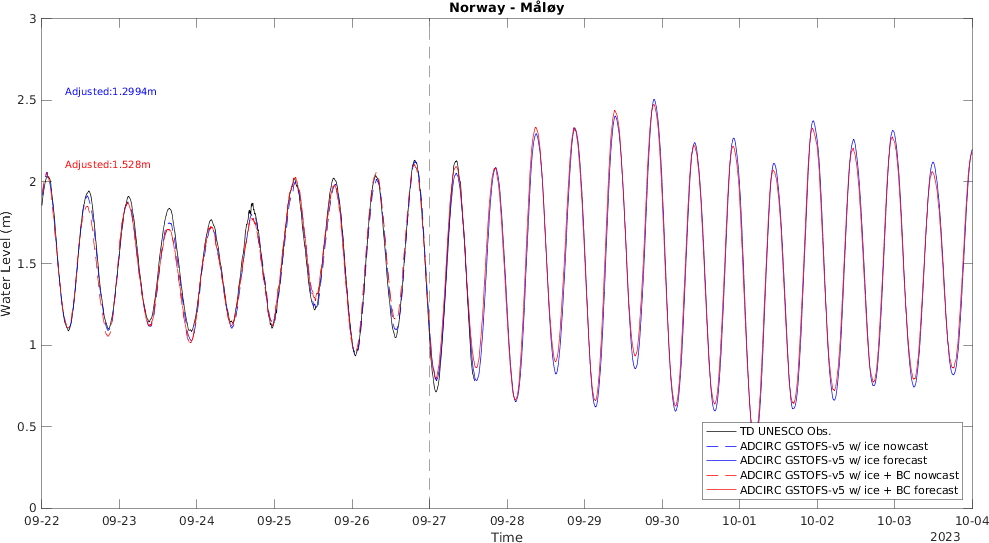 Norway - Måløy
3
2.5
2
1.5
1
0.5
0
Water Level (m)
Adjusted:1.2994m
Adjusted:1.528m
TD UNESCO Obs.
ADCIRC GSTOFS-v5 w/ ice nowcast
ADCIRC GSTOFS-v5 w/ ice forecast
ADCIRC GSTOFS-v5 w/ ice + BC nowcast
ADCIRC GSTOFS-v5 w/ ice + BC forecast
09-22 09-23 09-24 09-25 09-26 09-27 09-28 09-29 09-30 10-01 10-02 10-03 10-04
Time
2023